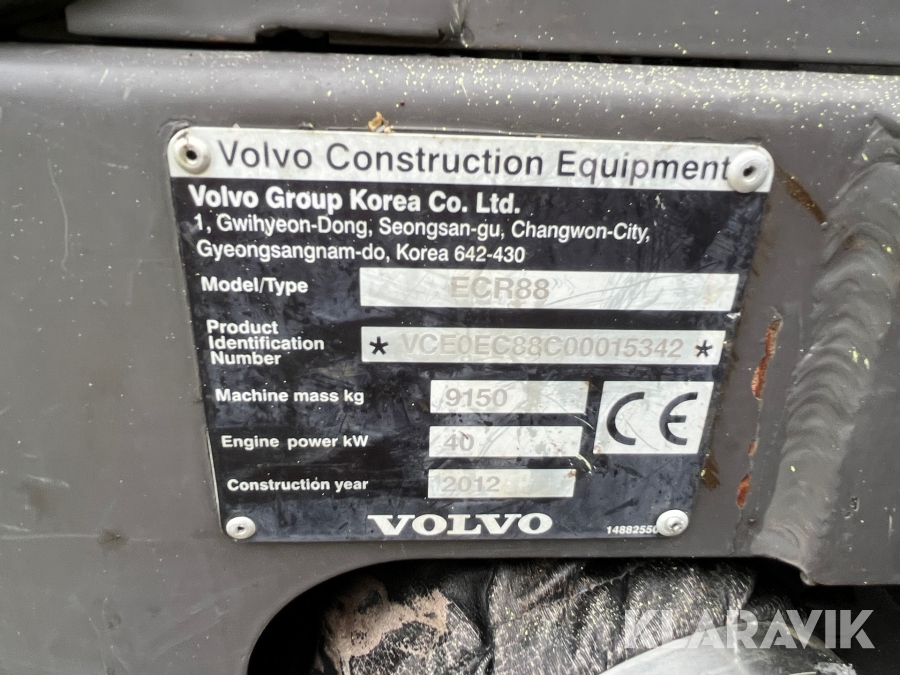 Volvo Construction Equipment
Volvo Group Korea Co. Ltd.
1, Gwihyeon-Dong, Seongsan-gu, Changwon-City,
Gyeongsangnam-do, Korea 642-430
Model/Type ECR88
Product
Identification
Number
* VCE0EC88C00015342 *
Machine mass kg 9150
CE
Engine power kW 40
Construction year 2012
VOLVO
KLARAVIK